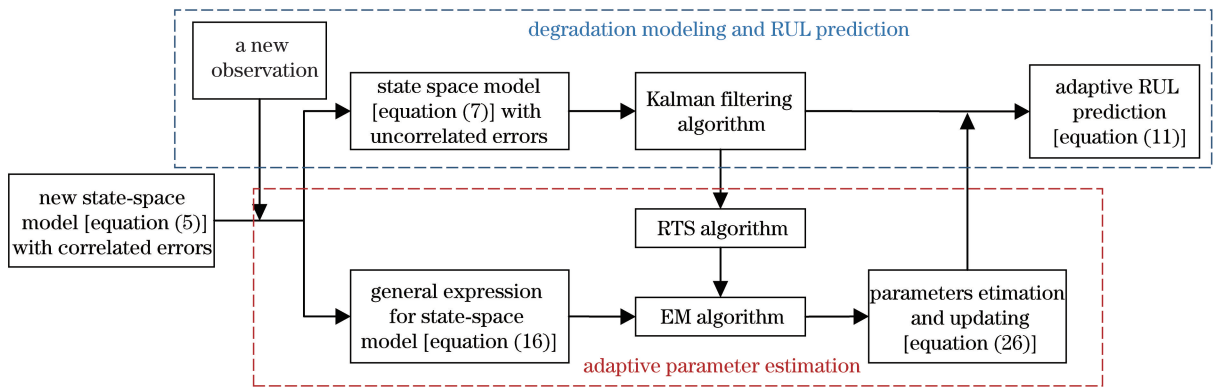 degradation modeling and RUL prediction
a new
observation
state space model
[equation (7)] with
uncorrelated errors
Kalman filtering
algorithm
adaptive RUL
prediction
[equation (11)]
new state-space
model [equation (5)]
with correlated errors
RTS algorithm
general expression
for state-space
model [equation (16)]
EM algorithm
parameters etimation
and updating
[equation (26)]
adaptive parameter estimation